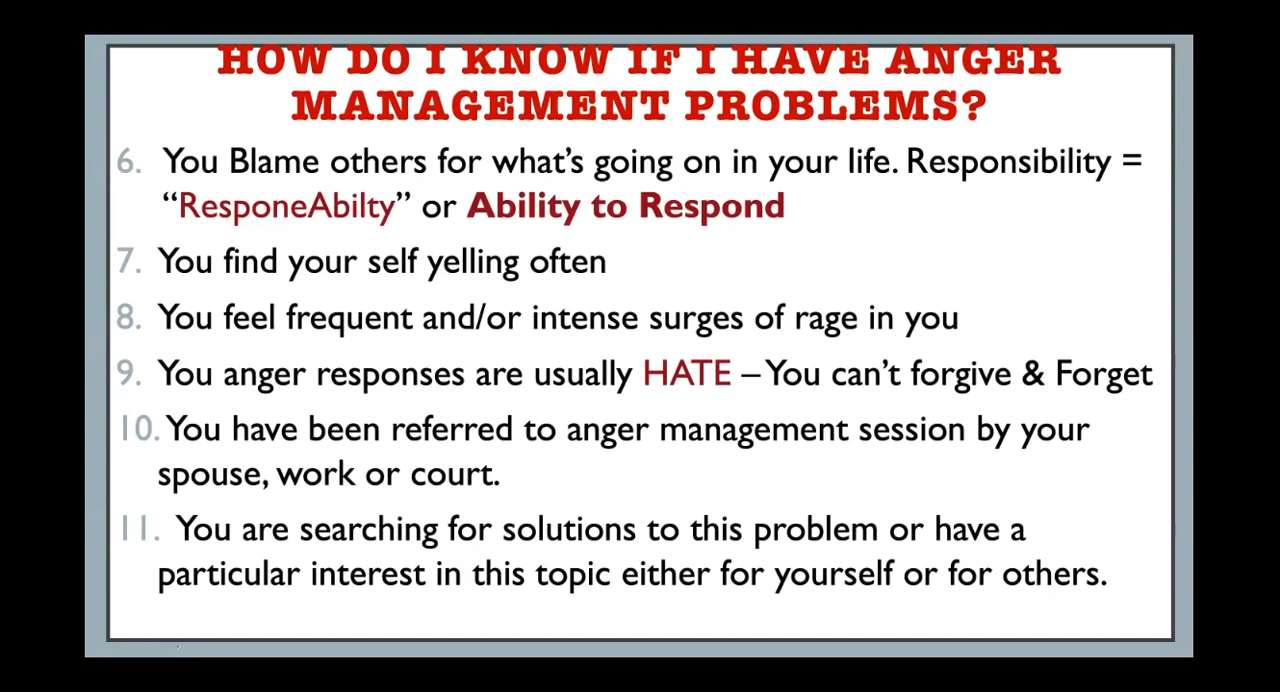 HOW DO I KNOW IF I HAVE ANGER
MANAGEMENT PROBLEMS?
6. You Blame others for what’s going on in your life. Responsibility =
“ResponeAbilty” or Ability to Respond
7. You find your self yelling often
8. You feel frequent and/or intense surges of rage in you
9. You anger responses are usually HATE – You can’t forgive & Forget
10. You have been referred to anger management session by your
spouse, work or court.
11. You are searching for solutions to this problem or have a
particular interest in this topic either for yourself or for others.